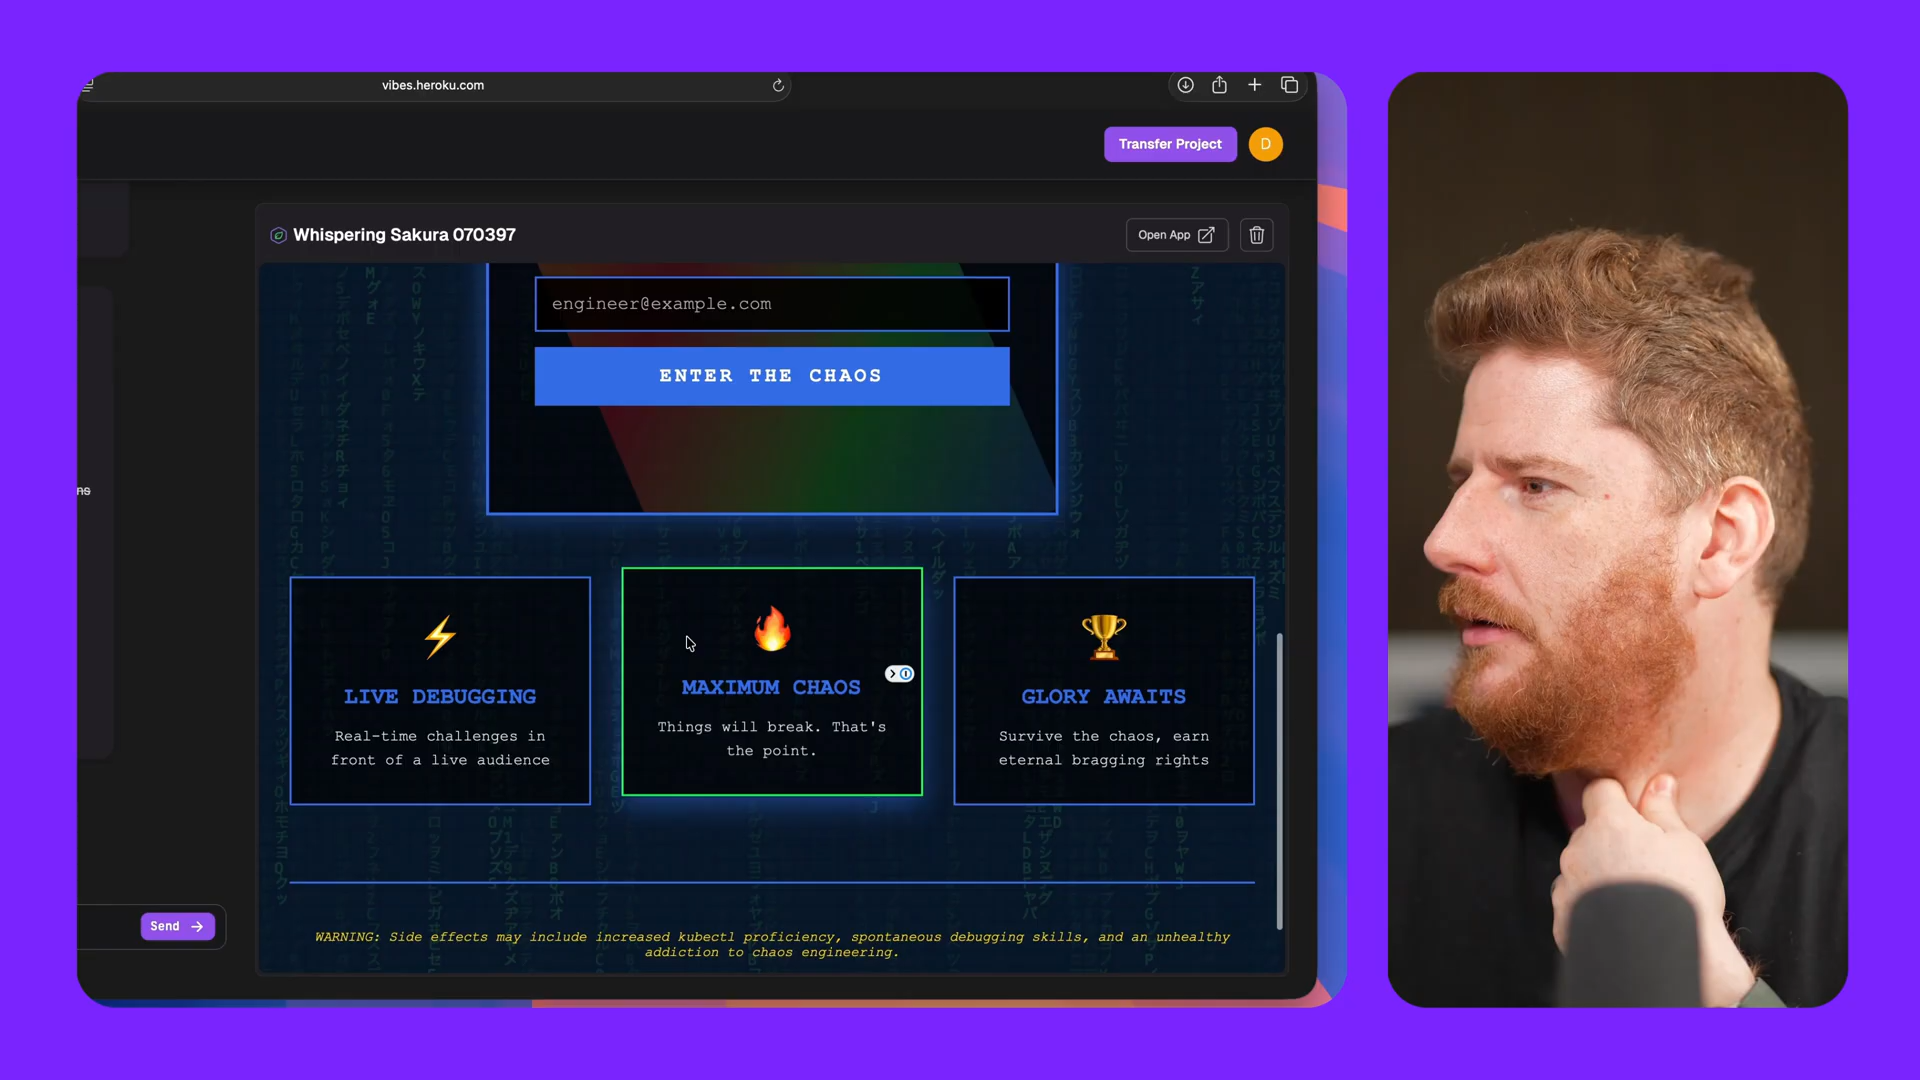 vibes.heroku.com
Transfer Project
D
Whispering Sakura 070397
Open App
engineer@example.com
ENTER THE CHAOS
ns
LIVE DEBUGGING
Real-time challenges in
front of a live audience
MAXIMUM CHAOS
Things will break. That's
the point.
GLORY AWAITS
Survive the chaos, earn
eternal bragging rights
Send
WARNING: Side effects may include increased kubectl proficiency, spontaneous debugging skills, and an unhealthy
addiction to chaos engineering.